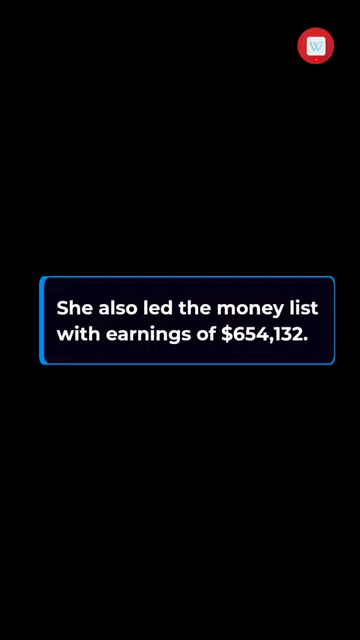 W
She also led the money list
with earnings of $654,132.